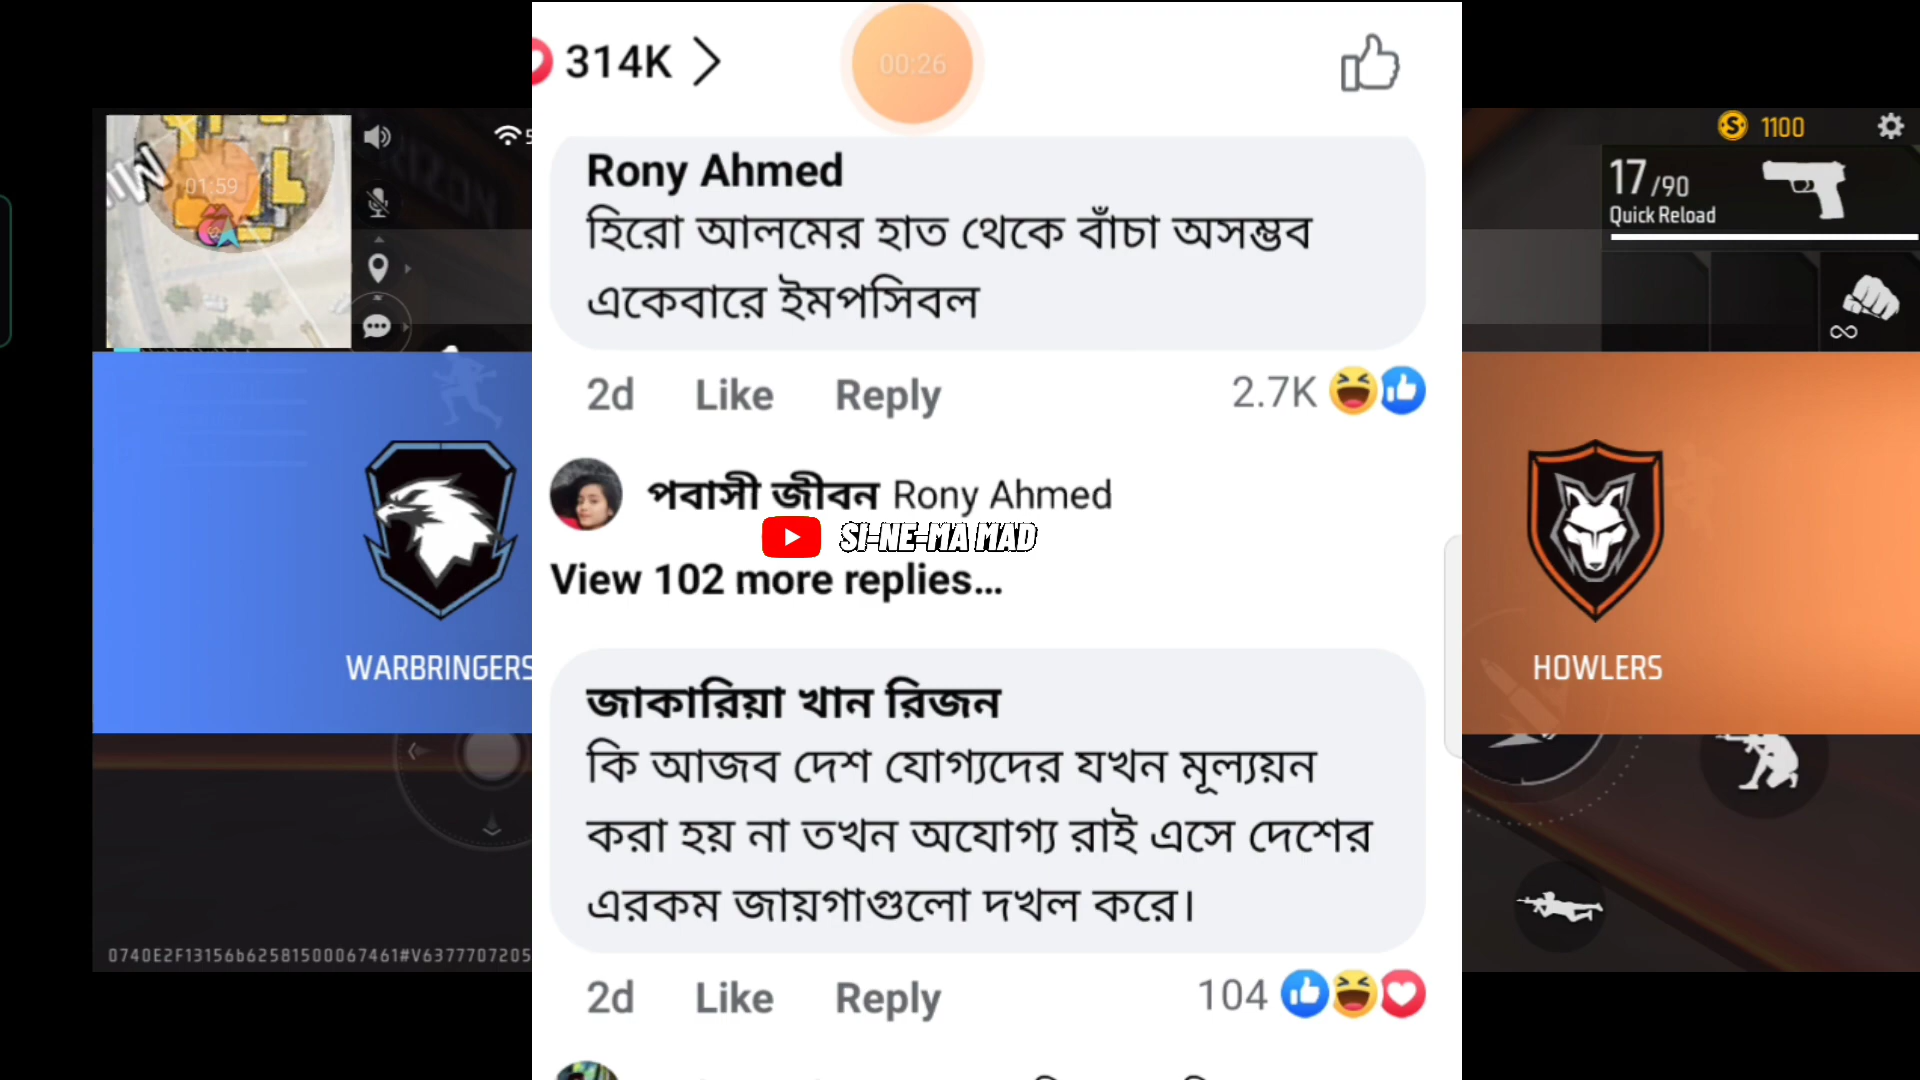 314K
00:26
Rony Ahmed
হিরো আলমের হাত থেকে বাঁচা অসম্ভব
একেবারে ইমপসিবল
2d Like Reply 2.7K
পবাসী জীবন Rony Ahmed
SI-NE-MA MAD
View 102 more replies...
জাকারিয়া খান রিজন
কি আজব দেশ যোগ্যদের যখন মূল্যয়ন
করা হয় না তখন অযোগ্য রাই এসে দেশের
এরকম জায়গাগুলো দখল করে।
2d Like Reply 104
01:59
WARBRINGERS
0740E2F13156b62581500067461#V6377707205
1100
17/90
Quick Reload
HOWLERS